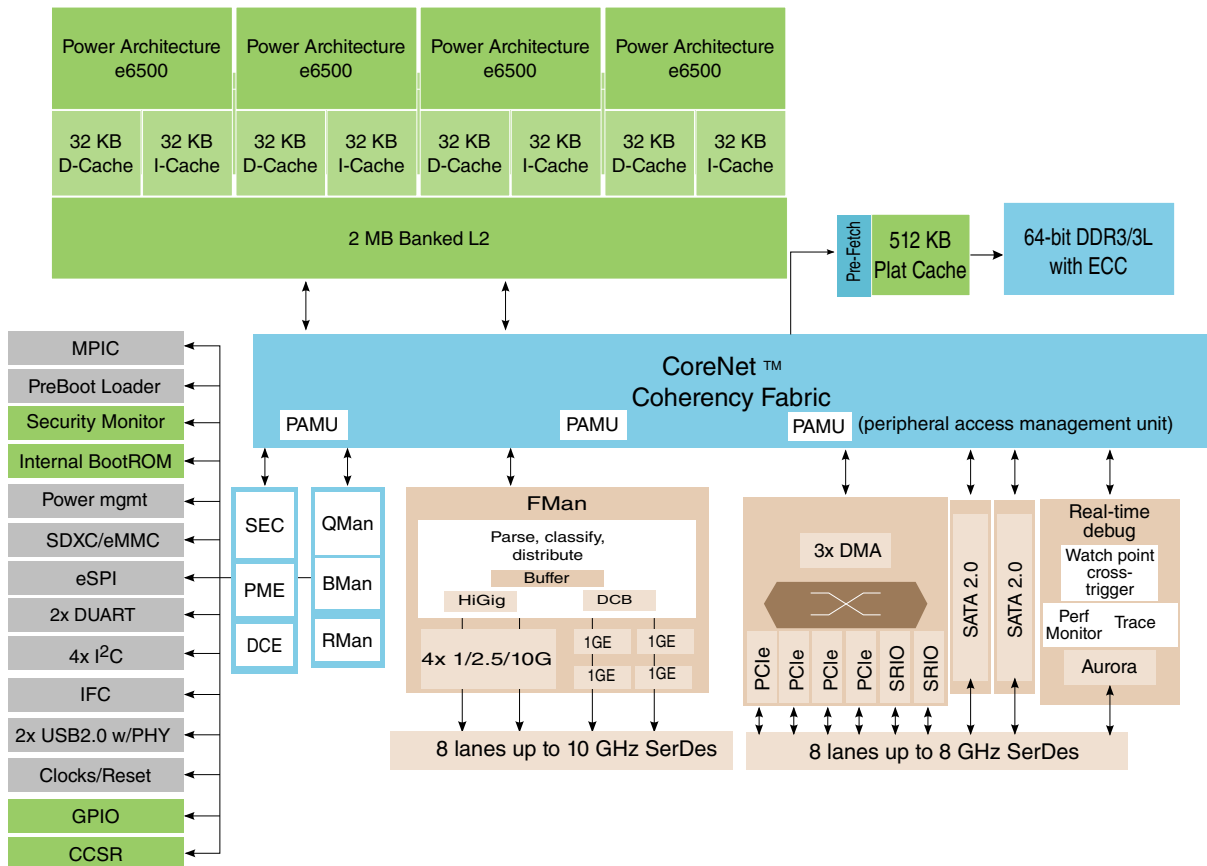 Power Architecture
e6500
Power Architecture
e6500
Power Architecture
e6500
Power Architecture
e6500
32 KB
D-Cache
32 KB
I-Cache
32 KB
D-Cache
32 KB
I-Cache
32 KB
D-Cache
32 KB
I-Cache
32 KB
D-Cache
32 KB
I-Cache
2 MB Banked L2
Pre-Fetch
512 KB
Plat Cache
64-bit DDR3/3L
with ECC
CoreNet TM
Coherency Fabric
PAMU
PAMU
PAMU
(peripheral access management unit)
MPIC
PreBoot Loader
Security Monitor
Internal BootROM
Power mgmt
SDXC/eMMC
eSPI
2x DUART
4x I²C
IFC
2x USB2.0 w/PHY
Clocks/Reset
GPIO
CCSR
SEC
PME
DCE
QMan
BMan
RMan
FMan
Parse, classify,
distribute
Buffer
HiGig
DCB
4x 1/2.5/10G
1GE
1GE
1GE
1GE
8 lanes up to 10 GHz SerDes
3x DMA
PCIe
PCIe
PCIe
PCIe
SRIO
SRIO
SATA 2.0
SATA 2.0
Real-time
debug
Watch point
cross-
trigger
Perf
Monitor
Trace
Aurora
8 lanes up to 8 GHz SerDes